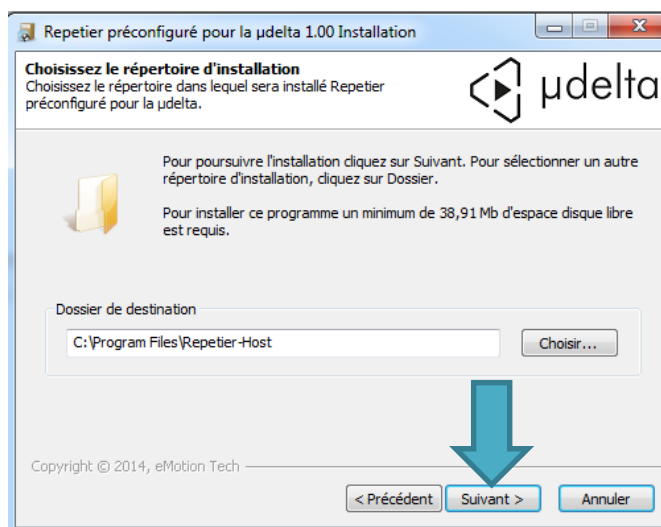 Repetier préconfiguré pour la µdelta 1.00 Installation
Choisissez le répertoire d'installation
Choisissez le répertoire dans lequel sera installé Repetier
préconfiguré pour la µdelta.
µdelta
Pour poursuivre l'installation cliquez sur Suivant. Pour sélectionner un autre
répertoire d'installation, cliquez sur Dossier.
Pour installer ce programme un minimum de 38,91 Mb d'espace disque libre
est requis.
Dossier de destination
C:\Program Files\Repetier-Host
Choisir...
Copyright © 2014, eMotion Tech
< Précédent
Suivant >
Annuler